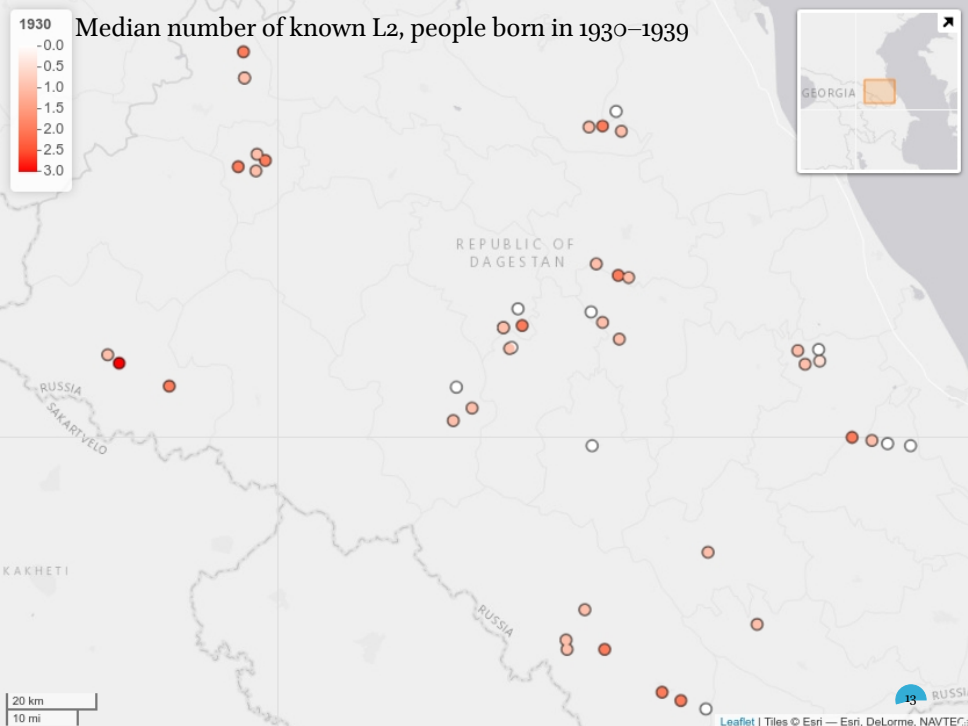 Median number of known L2, people born in 1930–1939
1930
0.0
0.5
1.0
1.5
2.0
2.5
3.0
GEORGIA
REPUBLIC OF
DAGESTAN
RUSSIA
SAKARTVELO
KAKHETI
RUSSIA
13
20 km
10 mi
Leaflet | Tiles © Esri — Esri, DeLorme, NAVTEQ